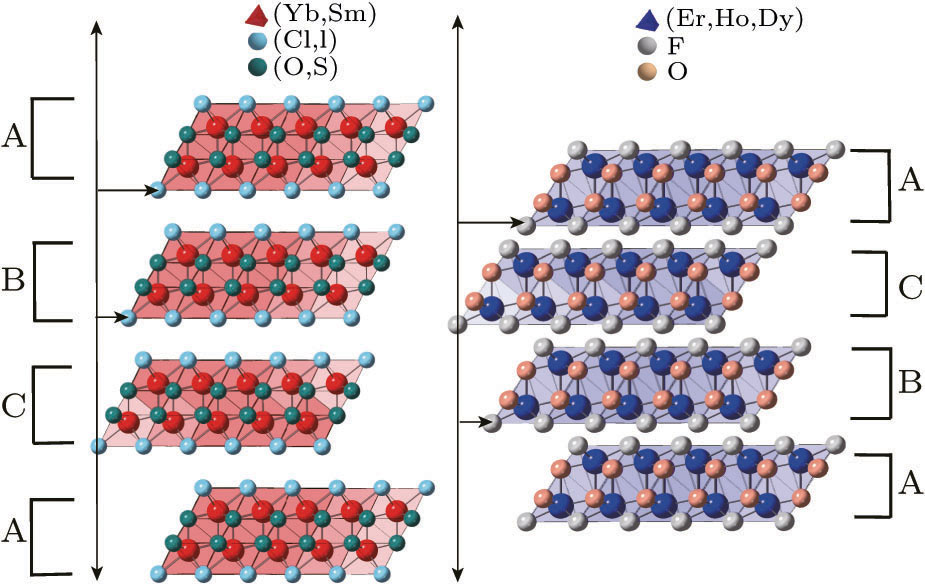 (Yb,Sm)
(Cl,l)
(O,S)
A
B
C
A
(Er,Ho,Dy)
F
O
A
C
B
A